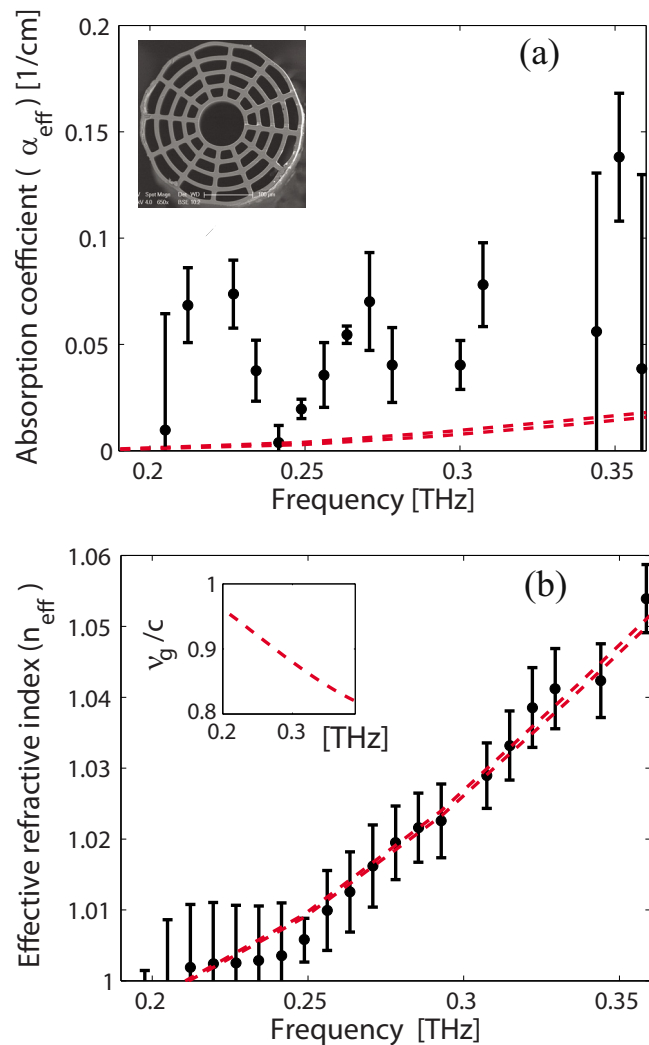 (a)
Absorption coefficient ( α_eff ) [1/cm]
0.2
0.15
0.1
0.05
0
0.2 0.25 0.3 0.35
Frequency [THz]
(b)
Effective refractive index (n_eff)
1.06
1.05
1.04
1.03
1.02
1.01
1
ν_g /c
1
0.9
0.8
0.2 0.3 [THz]
0.2 0.25 0.3 0.35
Frequency [THz]